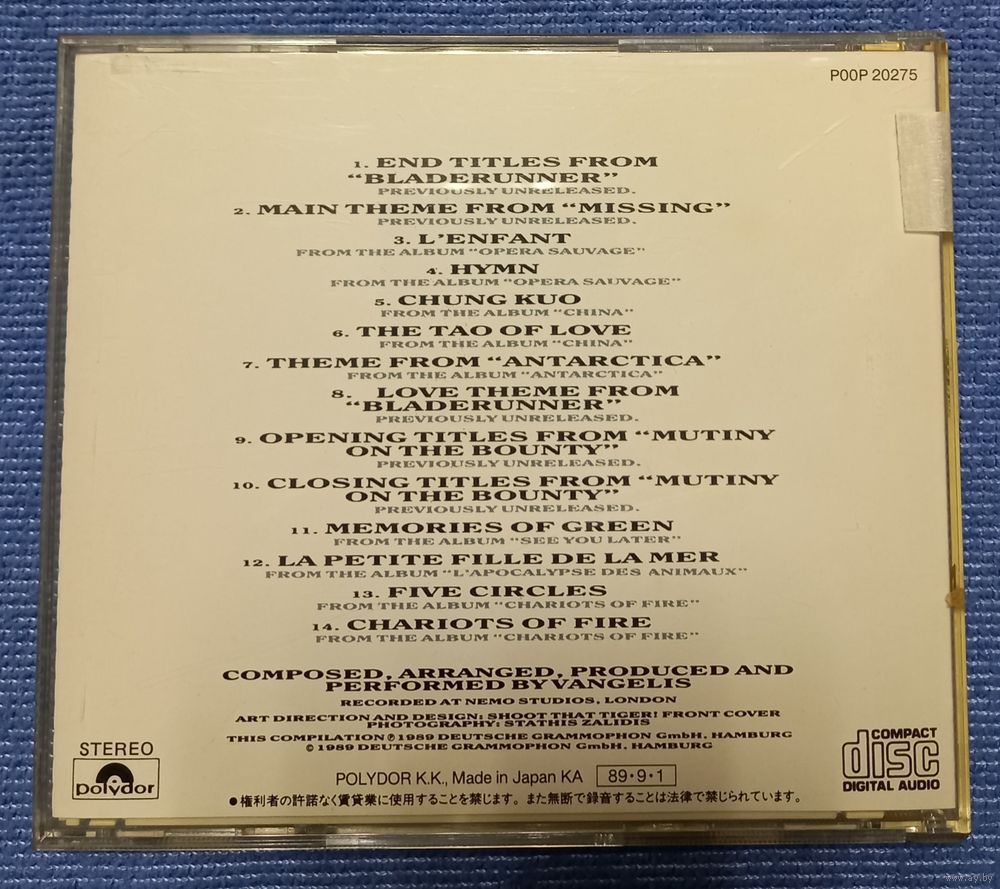 P00P 20275
1. END TITLES FROM
“BLADERUNNER”
PREVIOUSLY UNRELEASED.
2. MAIN THEME FROM “MISSING”
PREVIOUSLY UNRELEASED.
3. L'ENFANT
FROM THE ALBUM “OPERA SAUVAGE”
4. HYMN
FROM THE ALBUM “OPERA SAUVAGE”
5. CHUNG KUO
FROM THE ALBUM “CHINA”
6. THE TAO OF LOVE
FROM THE ALBUM “CHINA”
7. THEME FROM “ANTARCTICA”
FROM THE ALBUM “ANTARCTICA”
8. LOVE THEME FROM
“BLADERUNNER”
PREVIOUSLY UNRELEASED.
9. OPENING TITLES FROM “MUTINY
ON THE BOUNTY”
PREVIOUSLY UNRELEASED.
10. CLOSING TITLES FROM “MUTINY
ON THE BOUNTY”
PREVIOUSLY UNRELEASED.
11. MEMORIES OF GREEN
FROM THE ALBUM “SEE YOU LATER”
12. LA PETITE FILLE DE LA MER
FROM THE ALBUM “L'APOCALYPSE DES ANIMAUX”
13. FIVE CIRCLES
FROM THE ALBUM “CHARIOTS OF FIRE”
14. CHARIOTS OF FIRE
FROM THE ALBUM “CHARIOTS OF FIRE”
COMPOSED, ARRANGED, PRODUCED AND
PERFORMED BY VANGELIS
RECORDED AT NEMO STUDIOS, LONDON
ART DIRECTION AND DESIGN: SHOOT THAT TIGER! FRONT COVER
PHOTOGRAPHY: STATHIS ZALIDIS
THIS COMPILATION ℗ 1989 DEUTSCHE GRAMMOPHON GmbH, HAMBURG
© 1989 DEUTSCHE GRAMMOPHON GmbH, HAMBURG
STEREO
polydor
POLYDOR K.K., Made in Japan KA 89・9・1
●権利者の許諾なく賃貸業に使用することを禁じます。また無断で録音することは法律で禁じられています。
COMPACT
disc
DIGITAL AUDIO
www.ay.by